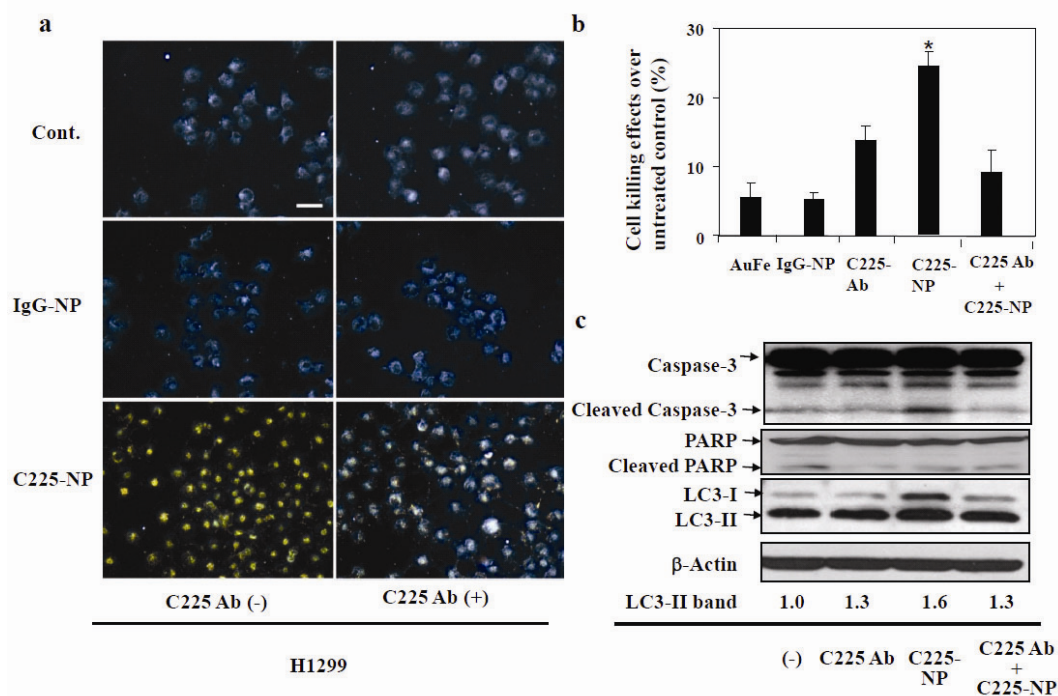 a
Cont.
IgG-NP
C225-NP
C225 Ab (-) C225 Ab (+)
H1299
b
Cell killing effects over
untreated control (%)
30
20
10
0
*
AuFe IgG-NP C225-Ab C225-NP C225 Ab + C225-NP
c
Caspase-3
Cleaved Caspase-3
PARP
Cleaved PARP
LC3-I
LC3-II
β-Actin
LC3-II band 1.0 1.3 1.6 1.3
(-) C225 Ab C225-NP C225 Ab + C225-NP